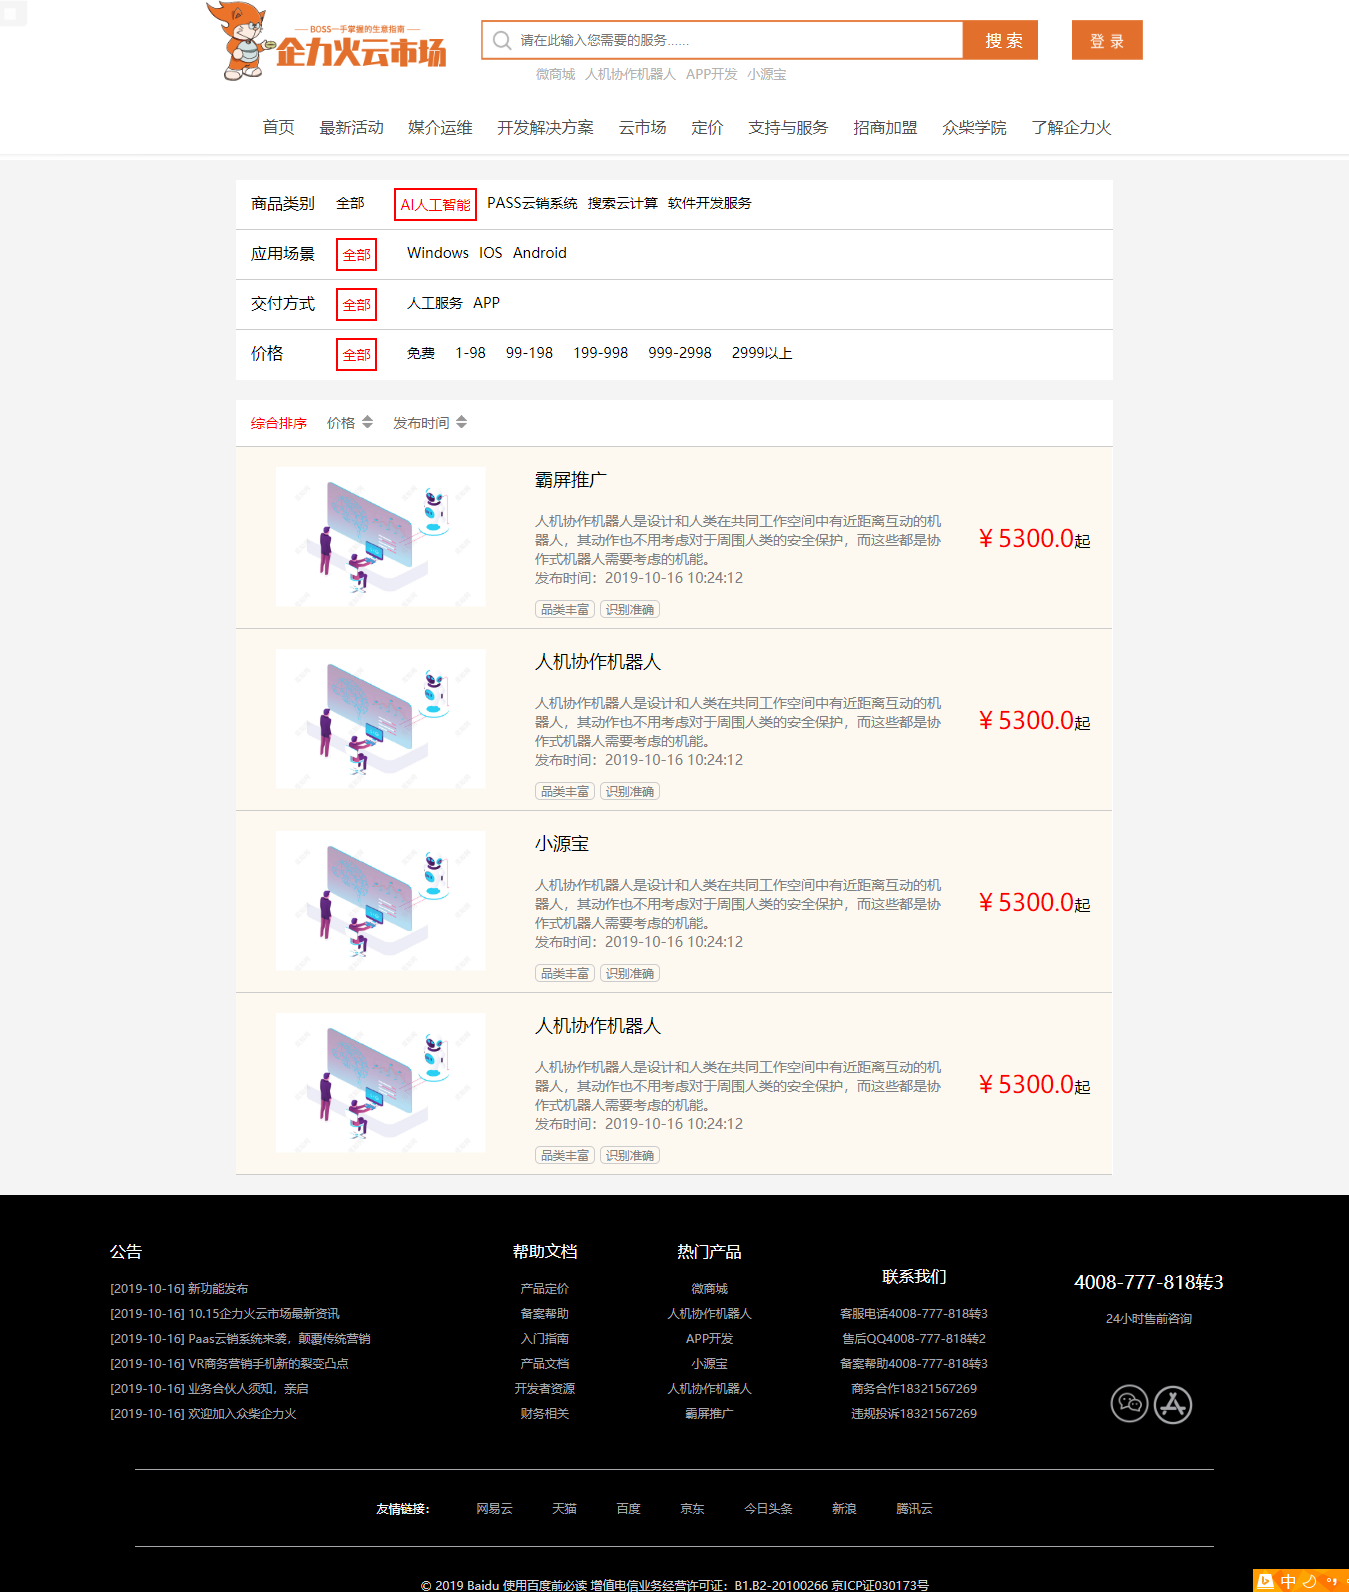 BOSS一手掌握的生意指南
企力火云市场
请在此输入您需要的服务......
搜 索
登 录
微商城 人机协作机器人 APP开发 小源宝
首页 最新活动 媒介运维 开发解决方案 云市场 定价 支持与服务 招商加盟 众柴学院 了解企力火
商品类别 全部 AI人工智能 PASS云销系统 搜索云计算 软件开发服务
应用场景 全部 Windows IOS Android
交付方式 全部 人工服务 APP
价格 全部 免费 1-98 99-198 199-998 999-2998 2999以上
综合排序 价格 发布时间
霸屏推广
人机协作机器人是设计和人类在共同工作空间中有近距离互动的机
器人，其动作也不用考虑对于周围人类的安全保护，而这些都是协
作式机器人需要考虑的机能。
发布时间：2019-10-16 10:24:12
品类丰富 识别准确
¥ 5300.0起
人机协作机器人
人机协作机器人是设计和人类在共同工作空间中有近距离互动的机
器人，其动作也不用考虑对于周围人类的安全保护，而这些都是协
作式机器人需要考虑的机能。
发布时间：2019-10-16 10:24:12
品类丰富 识别准确
¥ 5300.0起
小源宝
人机协作机器人是设计和人类在共同工作空间中有近距离互动的机
器人，其动作也不用考虑对于周围人类的安全保护，而这些都是协
作式机器人需要考虑的机能。
发布时间：2019-10-16 10:24:12
品类丰富 识别准确
¥ 5300.0起
人机协作机器人
人机协作机器人是设计和人类在共同工作空间中有近距离互动的机
器人，其动作也不用考虑对于周围人类的安全保护，而这些都是协
作式机器人需要考虑的机能。
发布时间：2019-10-16 10:24:12
品类丰富 识别准确
¥ 5300.0起
公告
[2019-10-16] 新功能发布
[2019-10-16] 10.15企力火云市场最新资讯
[2019-10-16] Paas云销系统来袭，颠覆传统营销
[2019-10-16] VR商务营销手机新的裂变凸点
[2019-10-16] 业务合伙人须知，亲启
[2019-10-16] 欢迎加入众柴企力火
帮助文档
产品定价
备案帮助
入门指南
产品文档
开发者资源
财务相关
热门产品
微商城
人机协作机器人
APP开发
小源宝
人机协作机器人
霸屏推广
联系我们
客服电话4008-777-818转3
售后QQ4008-777-818转2
备案帮助4008-777-818转3
商务合作18321567269
违规投诉18321567269
4008-777-818转3
24小时售前咨询
友情链接： 网易云 天猫 百度 京东 今日头条 新浪 腾讯云
© 2019 Baidu 使用百度前必读 增值电信业务经营许可证：B1.B2-20100266 京ICP证030173号
中